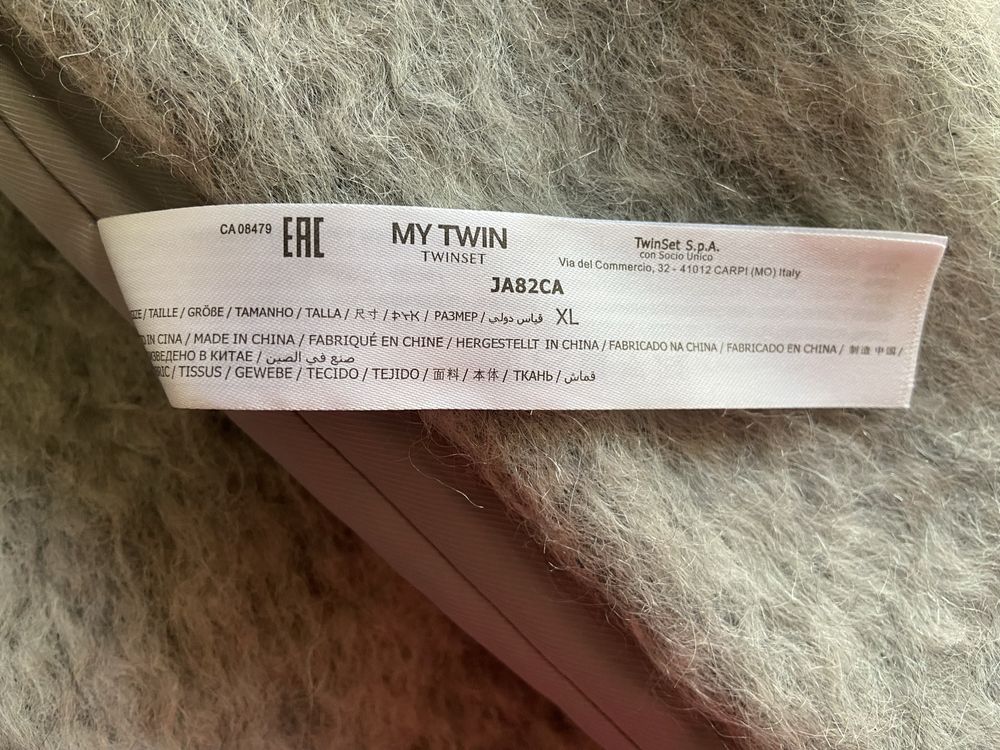 CA 08479 EAC
MY TWIN
TWINSET
TwinSet S.p.A.
con Socio Unico
Via del Commercio, 32 - 41012 CARPI (MO) Italy
JA82CA
/ TAILLE / GRÖßE / TAMANHO / TALLA / 尺寸 / / РАЗМЕР / قياس دولي XL
IN CINA / MADE IN CHINA / FABRIQUÉ EN CHINE / HERGESTELLT IN CHINA / FABRICADO NA CHINA / FABRICADO EN CHINA / 制造 中国 /
В КИТАЕ / صنع في الصين
/ TISSUS / GEWEBE / TECIDO / TEJIDO / 面料 / 本体 / ТКАНЬ / قماش